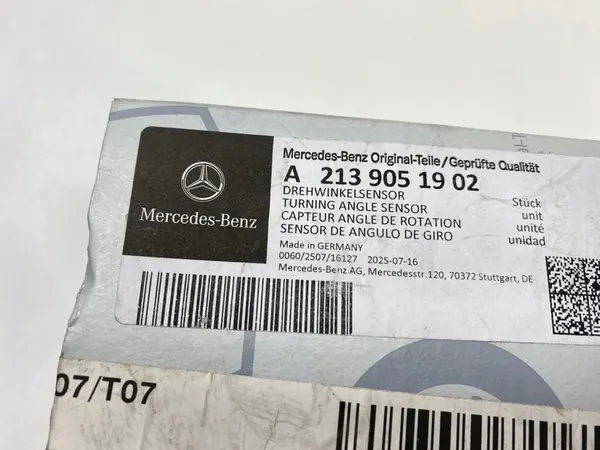 Mercedes-Benz Original-Teile/Geprüfte Qualität
A 213 905 19 02
DREHWINKELSENSOR Stück
TURNING ANGLE SENSOR unit
CAPTEUR ANGLE DE ROTATION unité
SENSOR DE ANGULO DE GIRO unidad
Made in GERMANY
0060/2507/16127 2025-07-16
Mercedes-Benz AG, Mercedesstr.120, 70372 Stuttgart, DE
Mercedes-Benz
07/T07